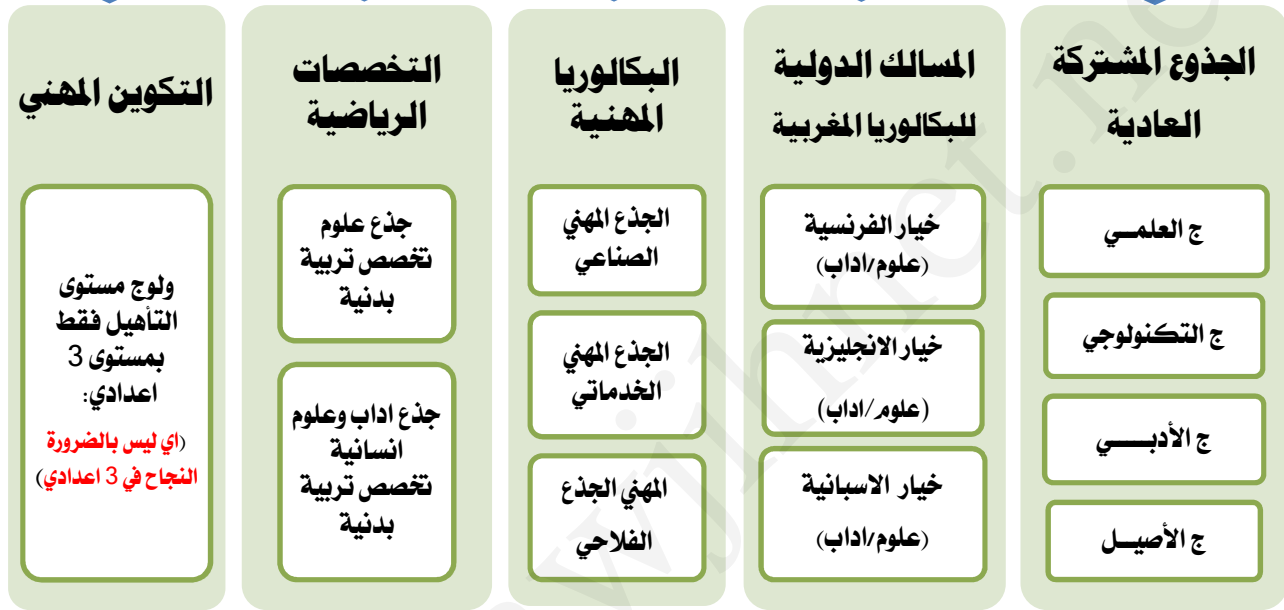 الجذوع المشتركة
العادية
ج العلمــي
ج التكنولوجي
ج الأدبــــي
ج الأصيــل
المسالك الدولية
للبكالوريا المغربية
خيار الفرنسية
(علوم/اداب)
خيار الانجليزية
(علوم/اداب)
خيار الاسبانية
(علوم/اداب)
البكالوريا
المهنية
الجذع المهني
الصناعي
الجذع المهني
الخدماتي
المهني الجذع
الفلاحي
التخصصات
الرياضية
جذع علوم
تخصص تربية
بدنية
جذع اداب وعلوم
انسانية
تخصص تربية
بدنية
التكوين المهني
ولوج مستوى
التأهيل فقط
بمستوى 3
اعدادي:
(اي ليس بالضرورة
النجاح في 3 اعدادي)